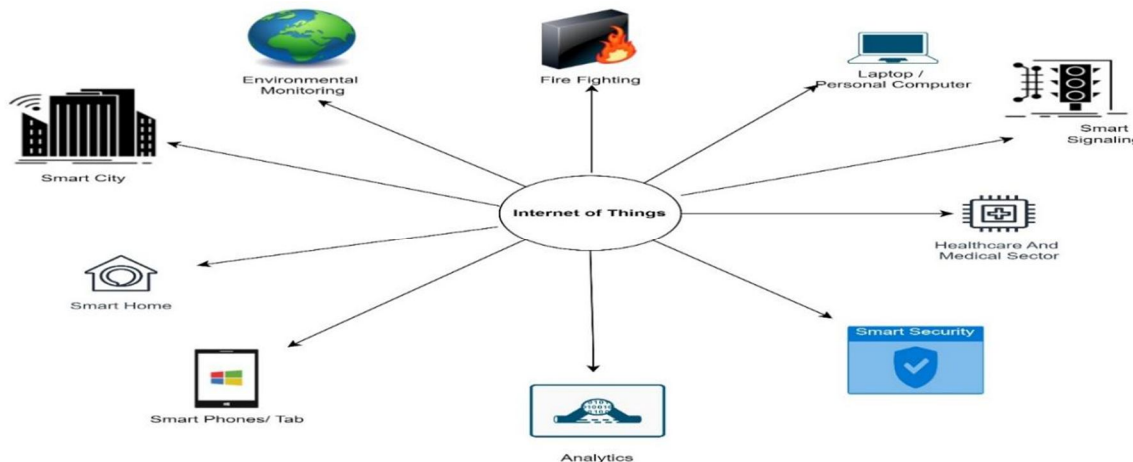 Environmental
Monitoring
Fire Fighting
Laptop /
Personal Computer
Smart
Signaling
Smart City
Internet of Things
Healthcare And
Medical Sector
Smart Home
Smart Security
Smart Phones/ Tab
Analytics